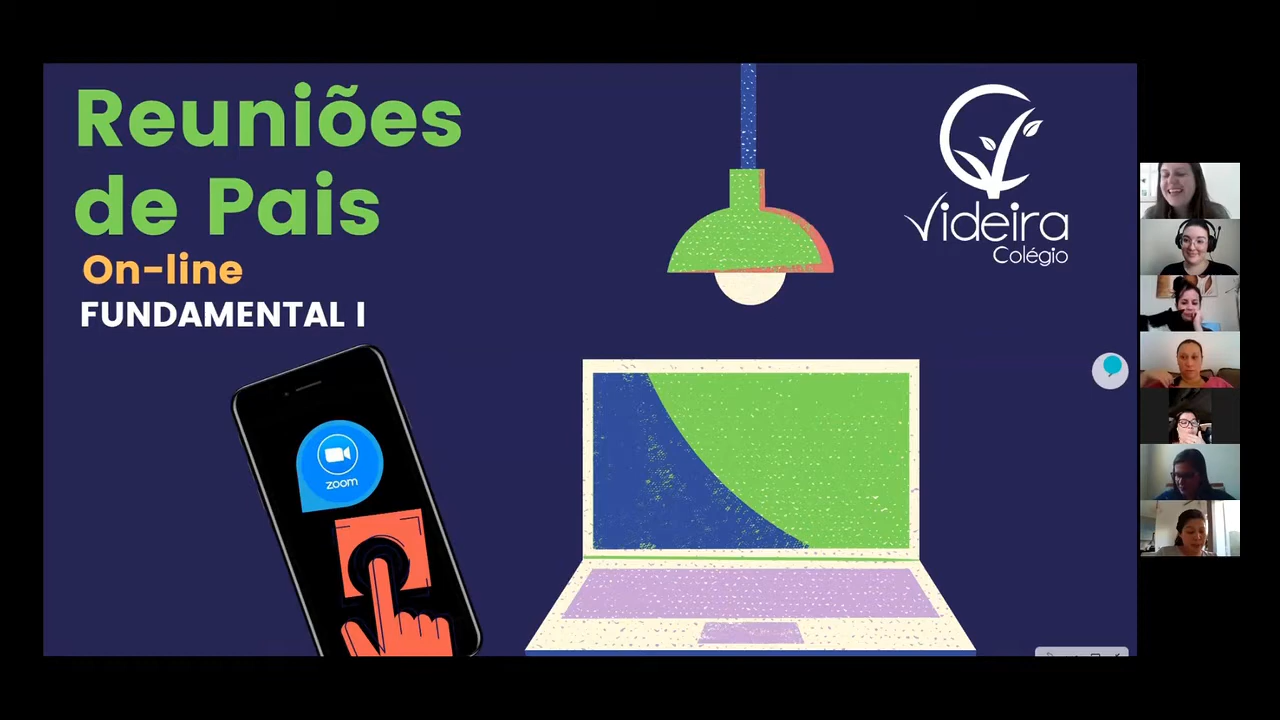 Reuniões
de Pais
On-line
FUNDAMENTAL I
Videira
Colégio
zoom